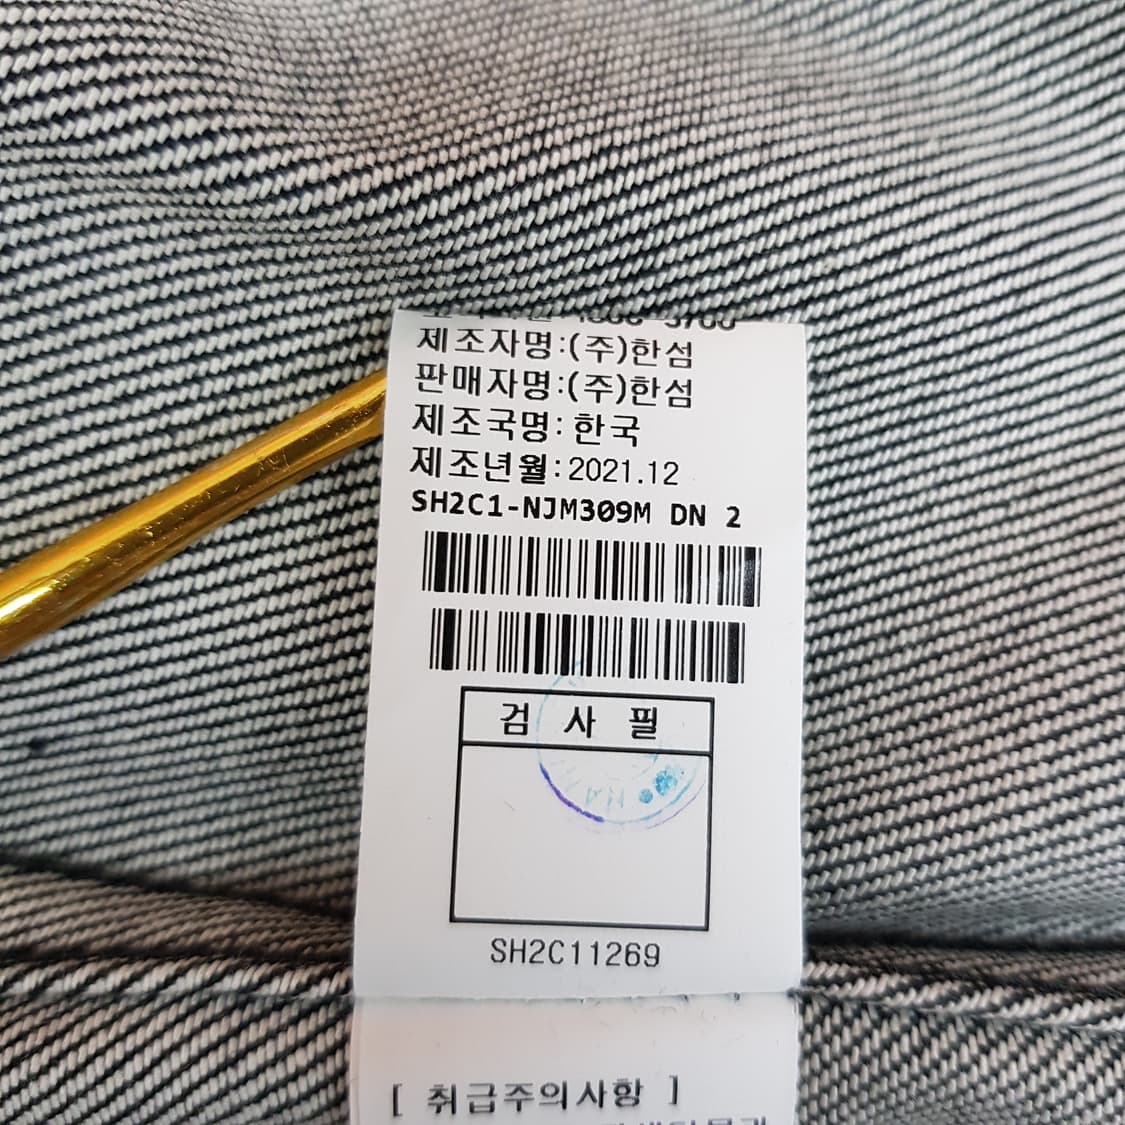 제조자명:(주)한섬
판매자명:(주)한섬
제조국명: 한국
제조년월:2021.12
SH2C1-NJM309M DN 2
검 사 필
SH2C11269
[ 취급주의사항 ]